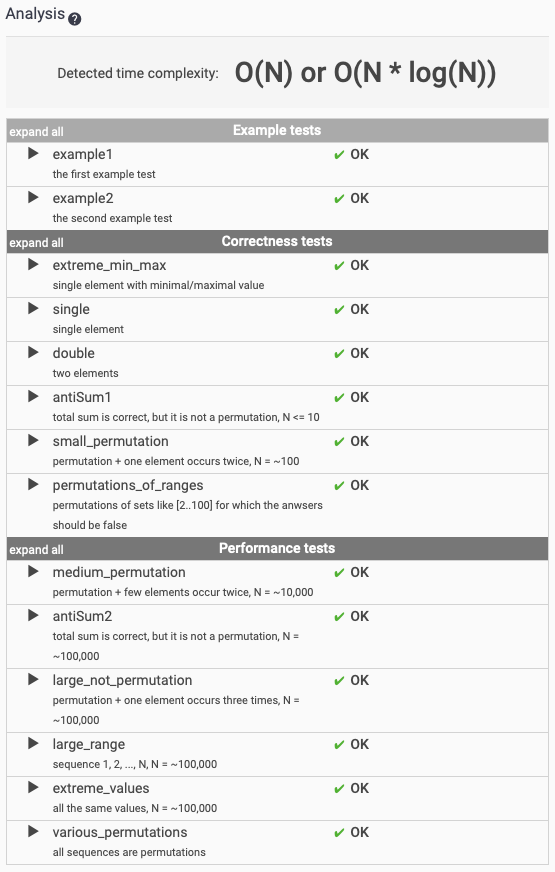 Analysis ?
Detected time complexity: O(N) or O(N * log(N))
expand all Example tests
example1 ✔ OK
the first example test
example2 ✔ OK
the second example test
expand all Correctness tests
extreme_min_max ✔ OK
single element with minimal/maximal value
single ✔ OK
single element
double ✔ OK
two elements
antiSum1 ✔ OK
total sum is correct, but it is not a permutation, N <= 10
small_permutation ✔ OK
permutation + one element occurs twice, N = ~100
permutations_of_ranges ✔ OK
permutations of sets like [2..100] for which the anwsers
should be false
expand all Performance tests
medium_permutation ✔ OK
permutation + few elements occur twice, N = ~10,000
antiSum2 ✔ OK
total sum is correct, but it is not a permutation, N =
~100,000
large_not_permutation ✔ OK
permutation + one element occurs three times, N =
~100,000
large_range ✔ OK
sequence 1, 2, ..., N, N = ~100,000
extreme_values ✔ OK
all the same values, N = ~100,000
various_permutations ✔ OK
all sequences are permutations